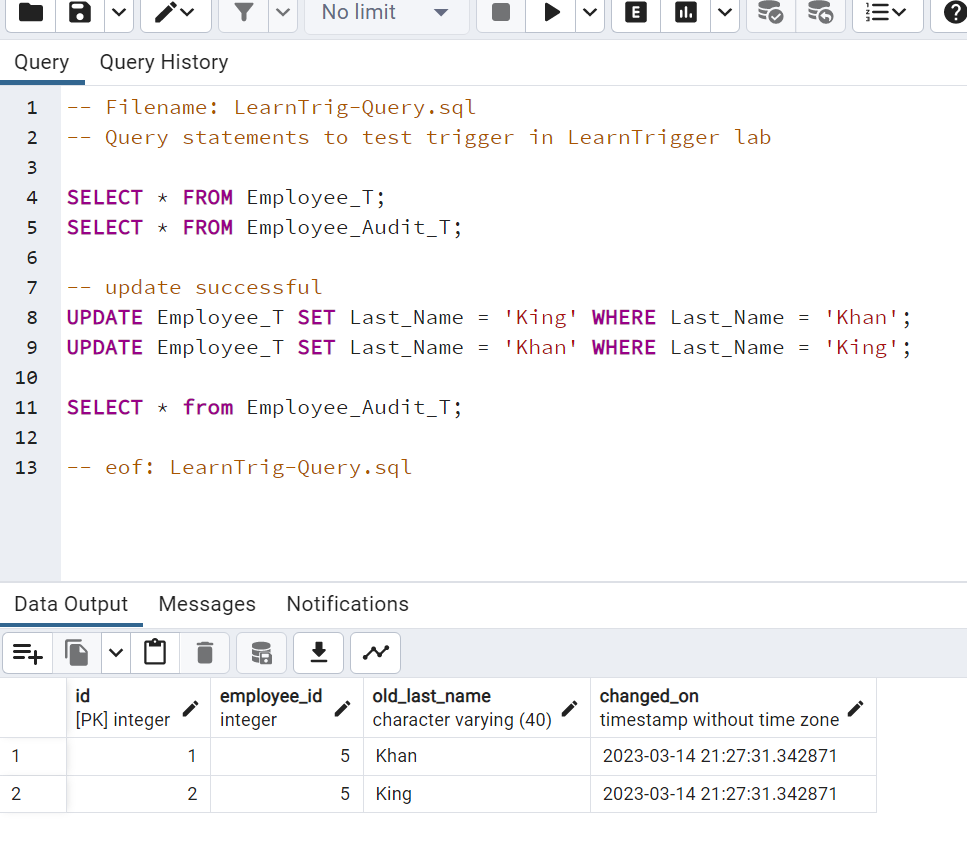 No limit
E
?
Query Query History
1 -- Filename: LearnTrig-Query.sql
2 -- Query statements to test trigger in LearnTrigger lab
3
4 SELECT * FROM Employee_T;
5 SELECT * FROM Employee_Audit_T;
6
7 -- update successful
8 UPDATE Employee_T SET Last_Name = 'King' WHERE Last_Name = 'Khan';
9 UPDATE Employee_T SET Last_Name = 'Khan' WHERE Last_Name = 'King';
10
11 SELECT * from Employee_Audit_T;
12
13 -- eof: LearnTrig-Query.sql
Data Output Messages Notifications
id employee_id old_last_name changed_on
[PK] integer integer character varying (40) timestamp without time zone
1 1 5 Khan 2023-03-14 21:27:31.342871
2 2 5 King 2023-03-14 21:27:31.342871